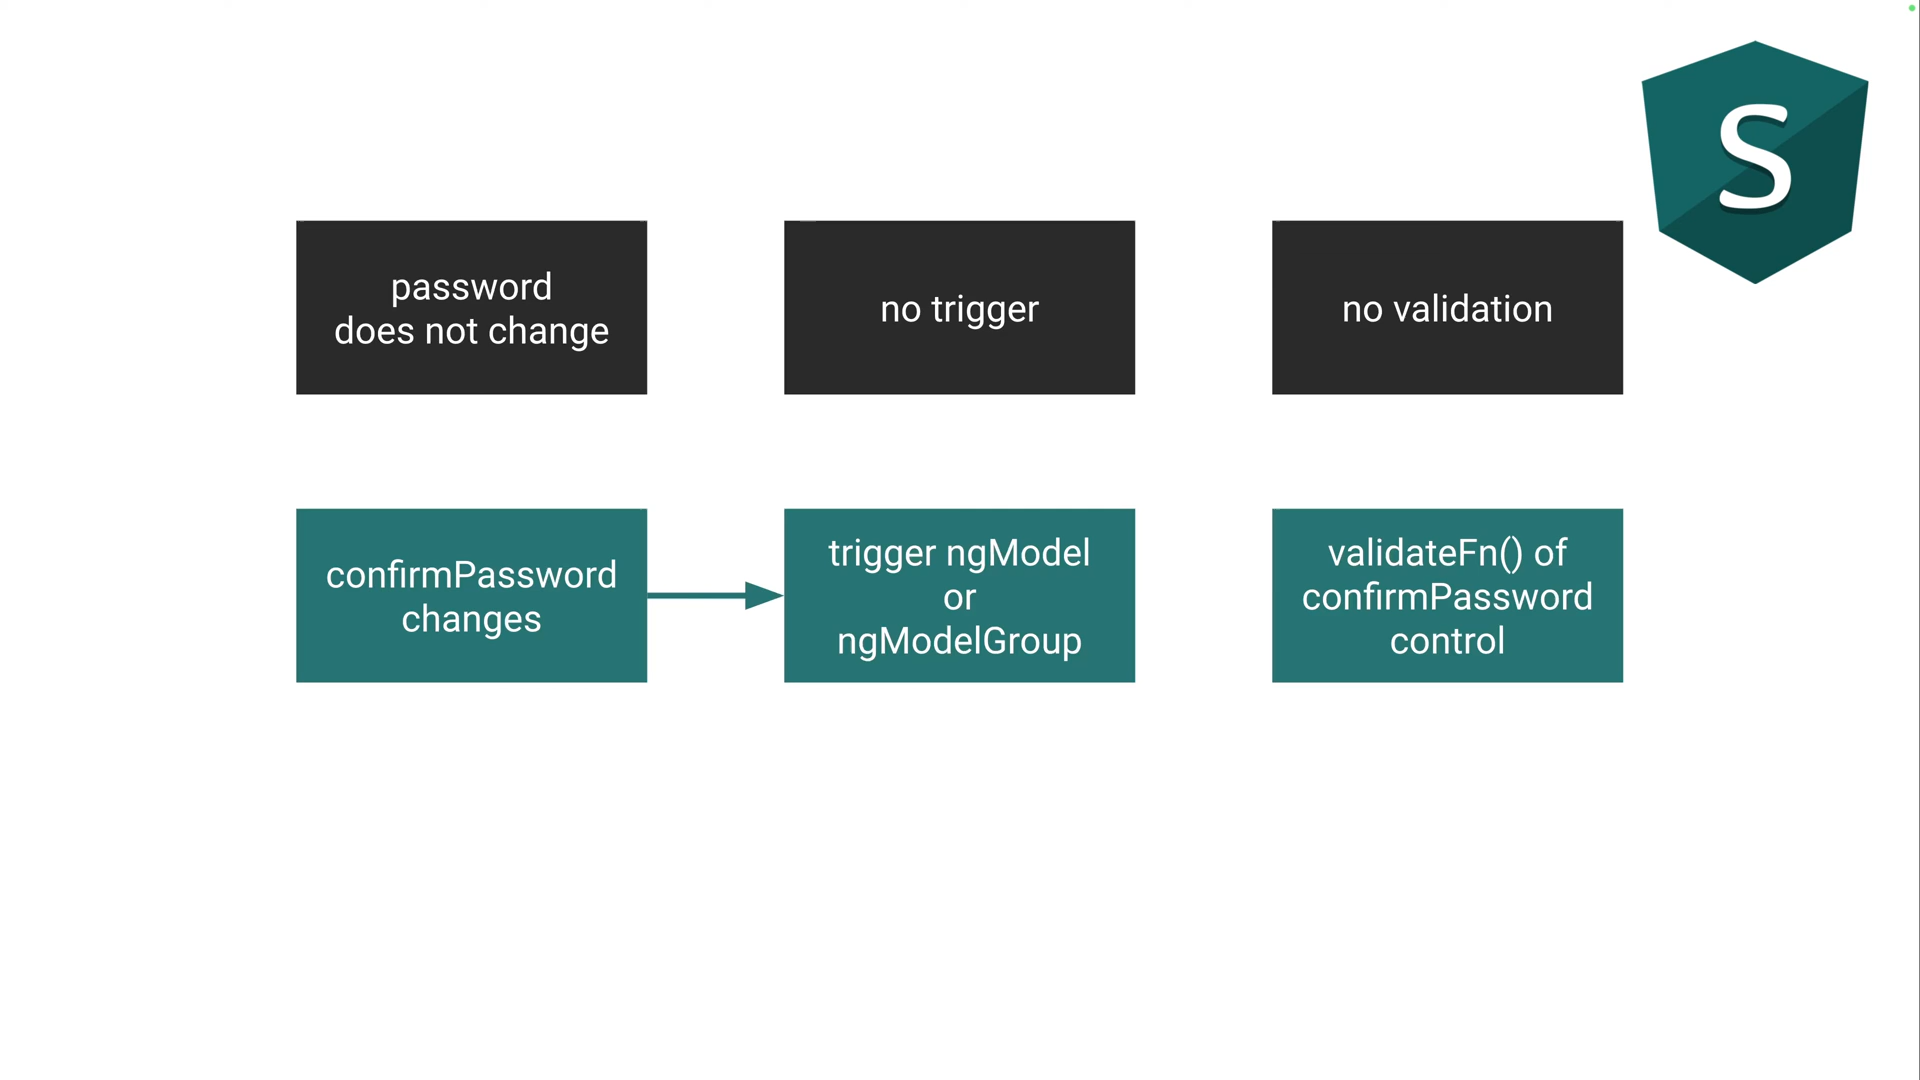 password
does not change
no trigger
no validation
S
confirmPassword
changes
trigger ngModel
or
ngModelGroup
validateFn() of
confirmPassword
control